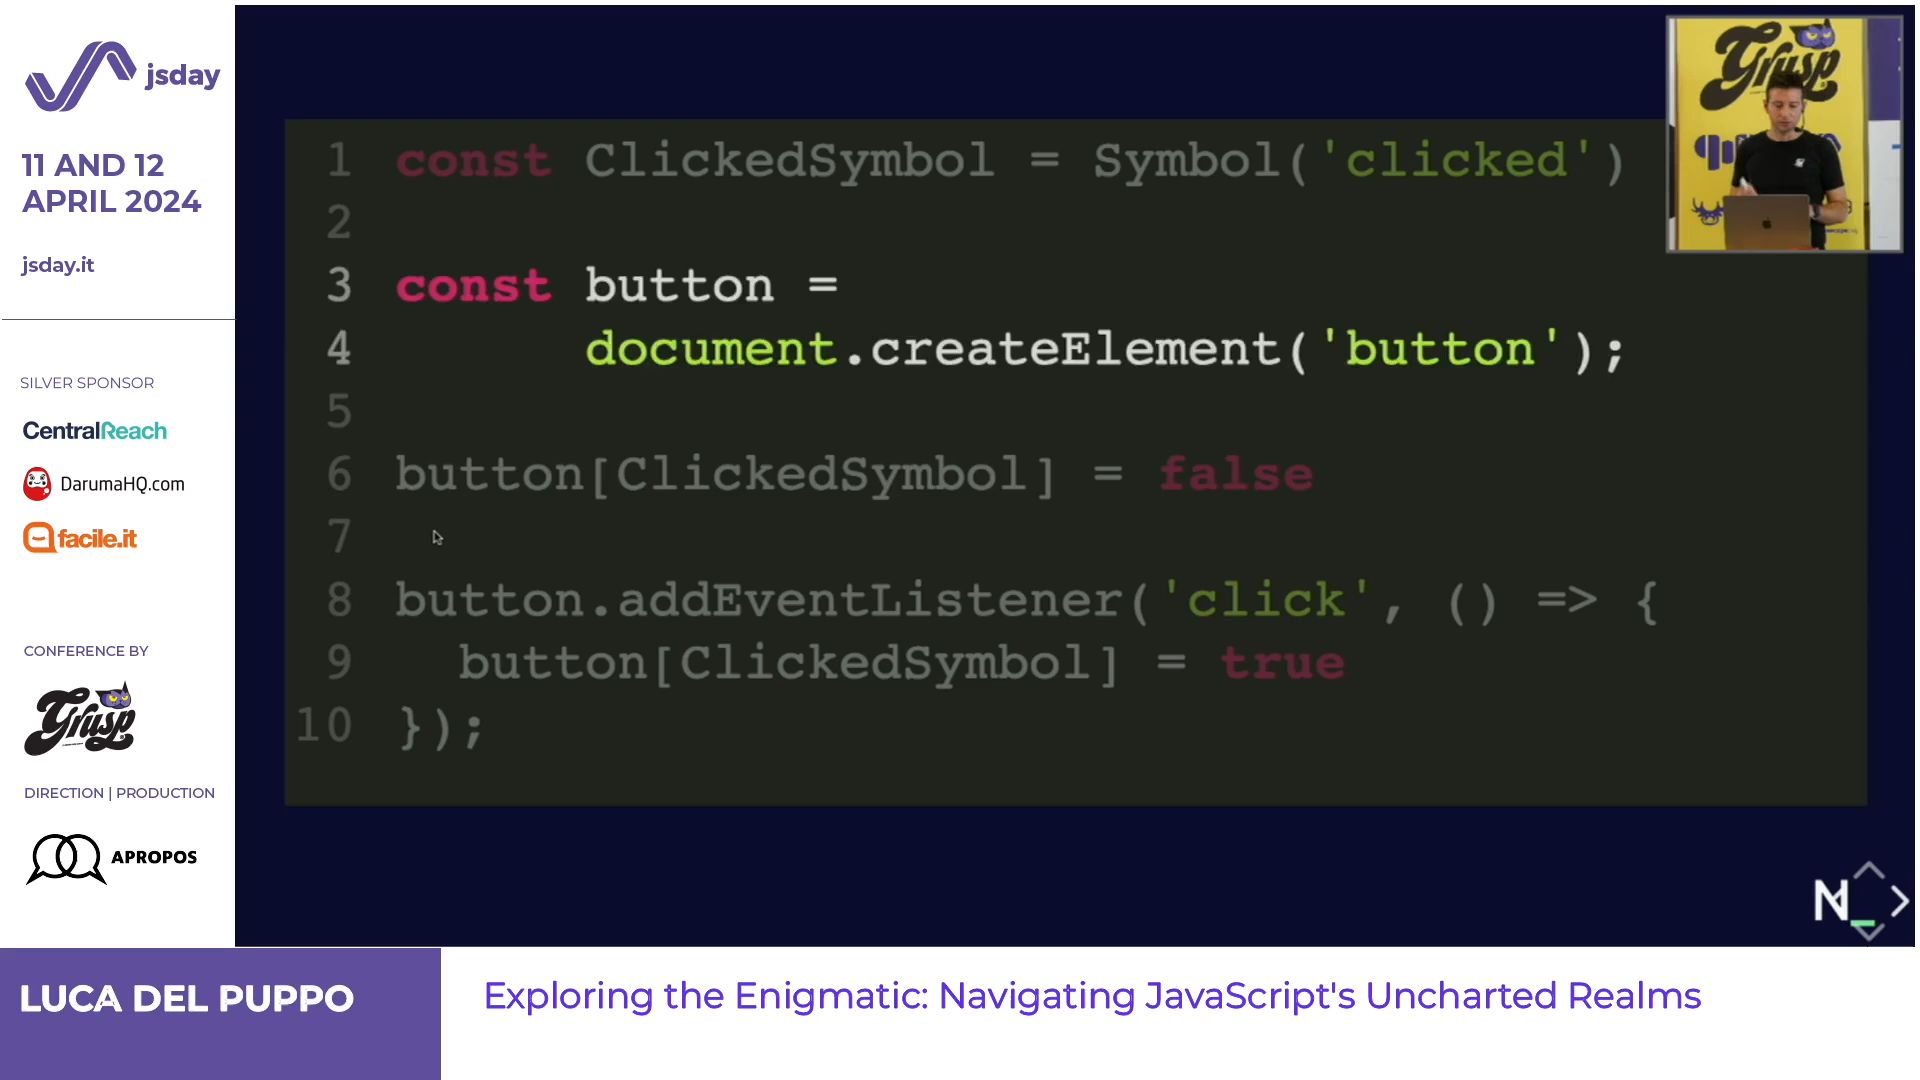 jsday
11 AND 12
APRIL 2024
jsday.it
SILVER SPONSOR
CentralReach
DarumaHQ.com
facile.it
CONFERENCE BY
Grusp
DIRECTION | PRODUCTION
APROPOS
1 const ClickedSymbol = Symbol('clicked')
2
3 const button =
4 document.createElement('button');
5
6 button[ClickedSymbol] = false
7
8 button.addEventListener('click', () => {
9 button[ClickedSymbol] = true
10 });
Grusp
N_
LUCA DEL PUPPO
Exploring the Enigmatic: Navigating JavaScript's Uncharted Realms